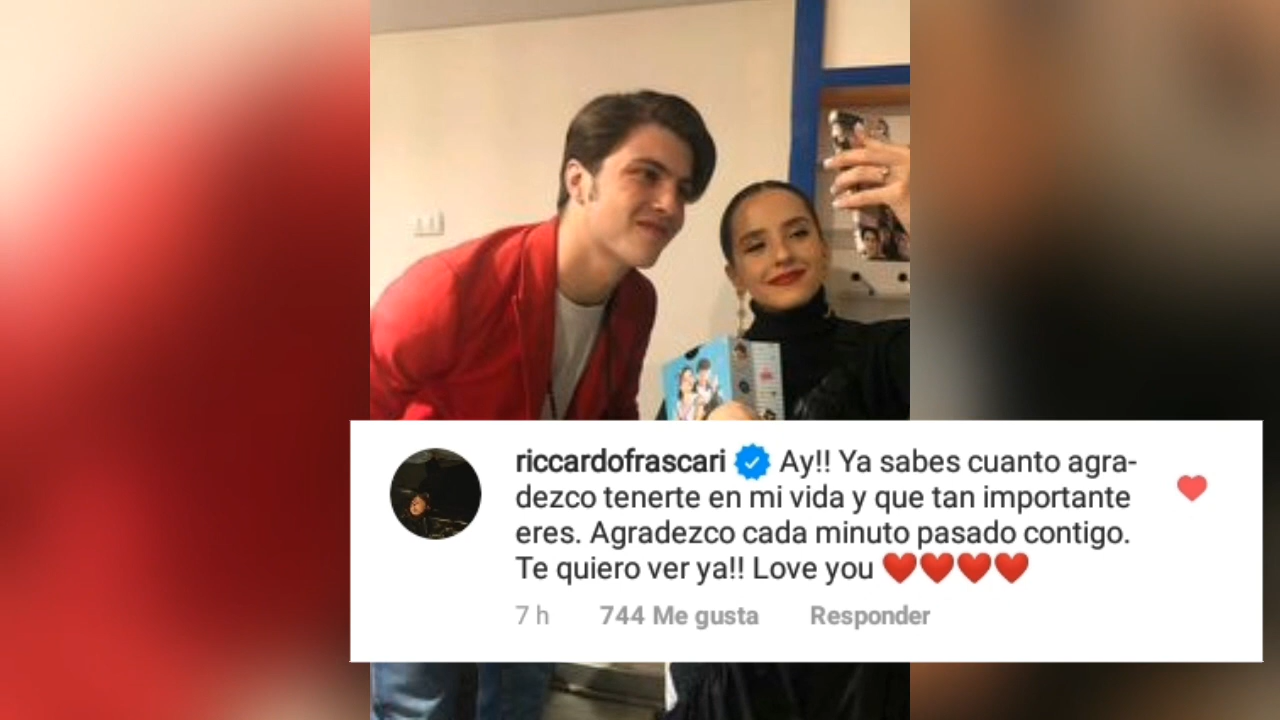 riccardofrascari Ay!! Ya sabes cuanto agra-
dezco tenerte en mi vida y que tan importante
eres. Agradezco cada minuto pasado contigo.
Te quiero ver ya!! Love you ❤️❤️❤️❤️
7 h 744 Me gusta Responder